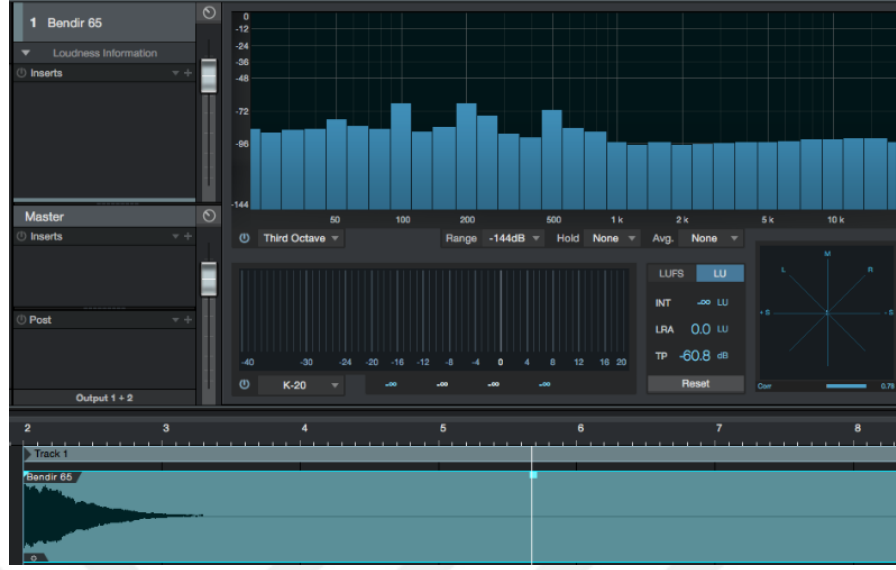 1 Bendir 65
Loudness Information
Inserts
Master
Inserts
Post
Output 1 + 2
0
-12
-24
-36
-48
-72
-96
-144
50 100 200 500 1 k 2 k 5 k 10 k
Third Octave Range -144dB Hold None Avg. None
-40 -30 -24 -20 -16 -12 -8 -4 0 4 8 12 16 20
K-20 -∞ -∞ -∞ -∞
LUFS LU
INT -∞ LU
LRA 0.0 LU
TP -60.8 dB
Reset
M
L R
+ S - S
Corr 0.79
2 3 4 5 6 7 8
Track 1
Bendir 65